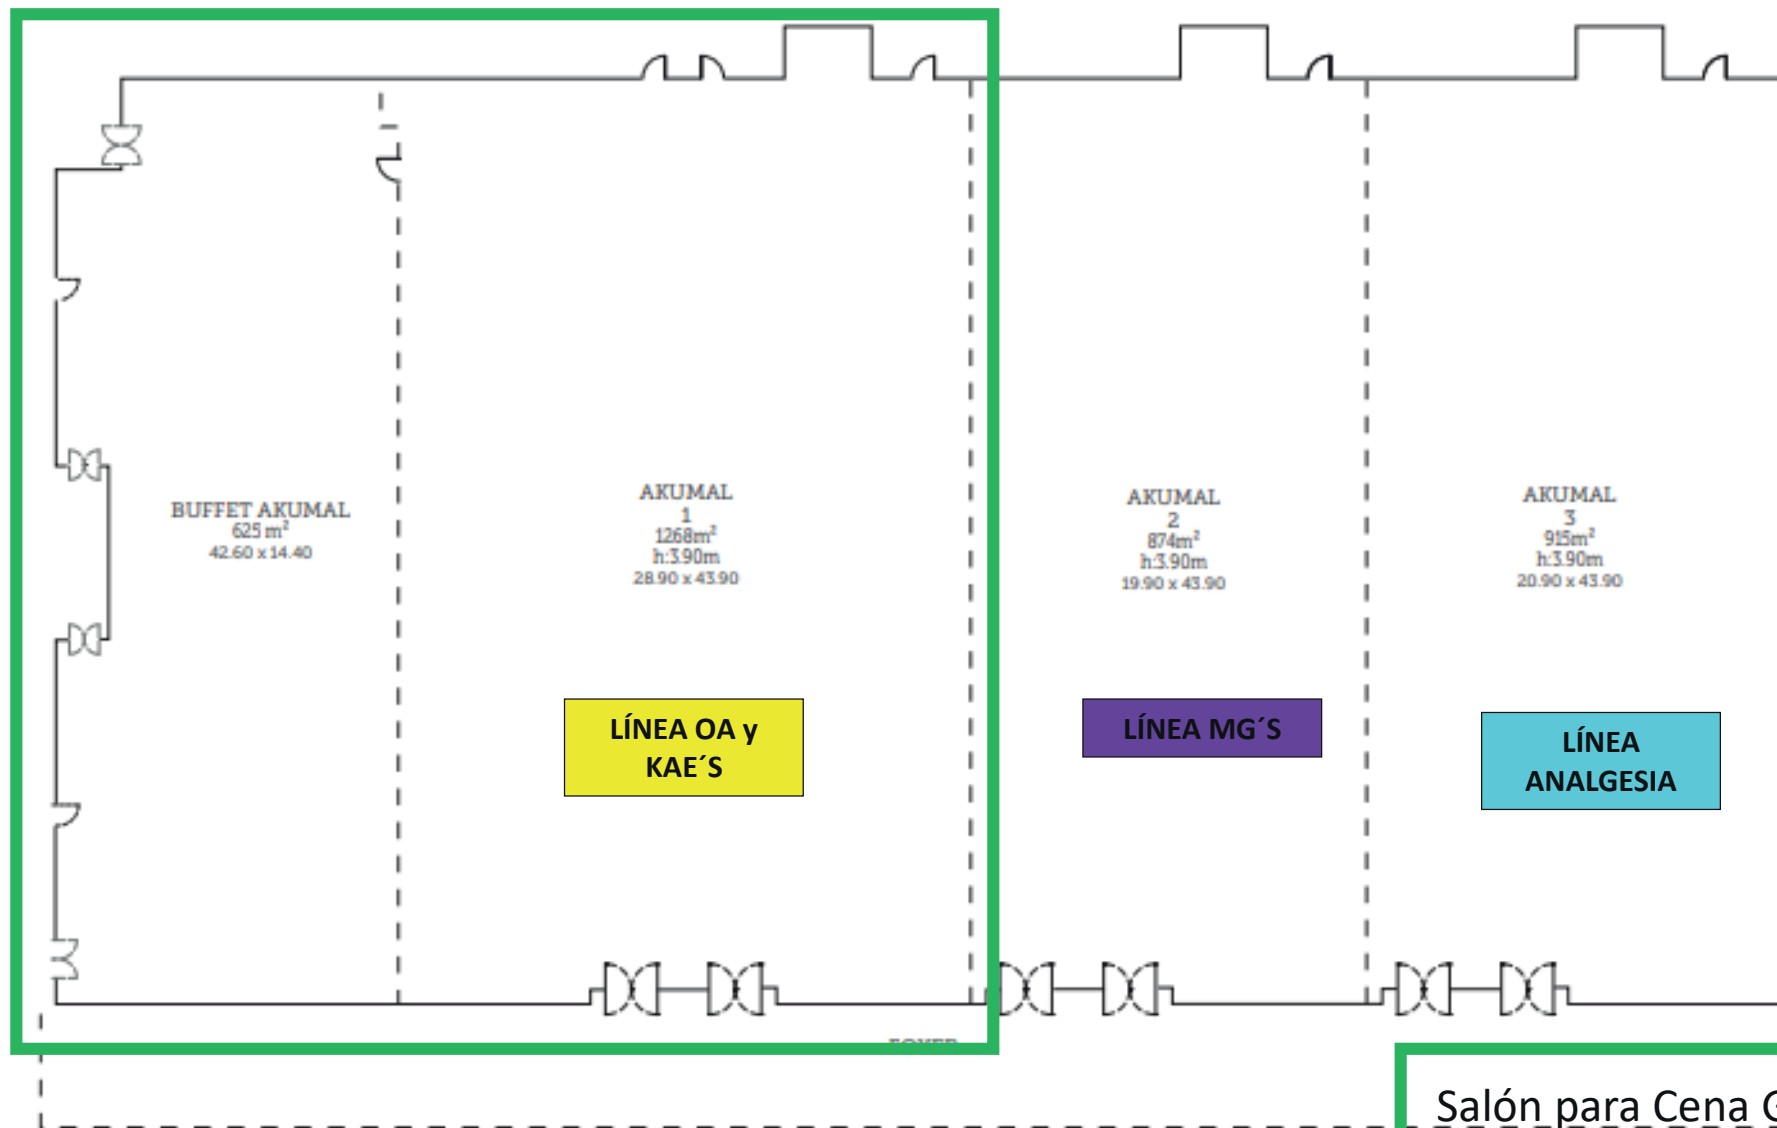 BUFFET AKUMAL
625 m²
42.60 x 14.40
AKUMAL
1
1268m²
h:3.90m
28.90 x 43.90
AKUMAL
2
874m²
h:3.90m
19.90 x 43.90
AKUMAL
3
915m²
h:3.90m
20.90 x 43.90
LÍNEA OA y
KAE´S
LÍNEA MG´S
LÍNEA
ANALGESIA
Salón para Cena